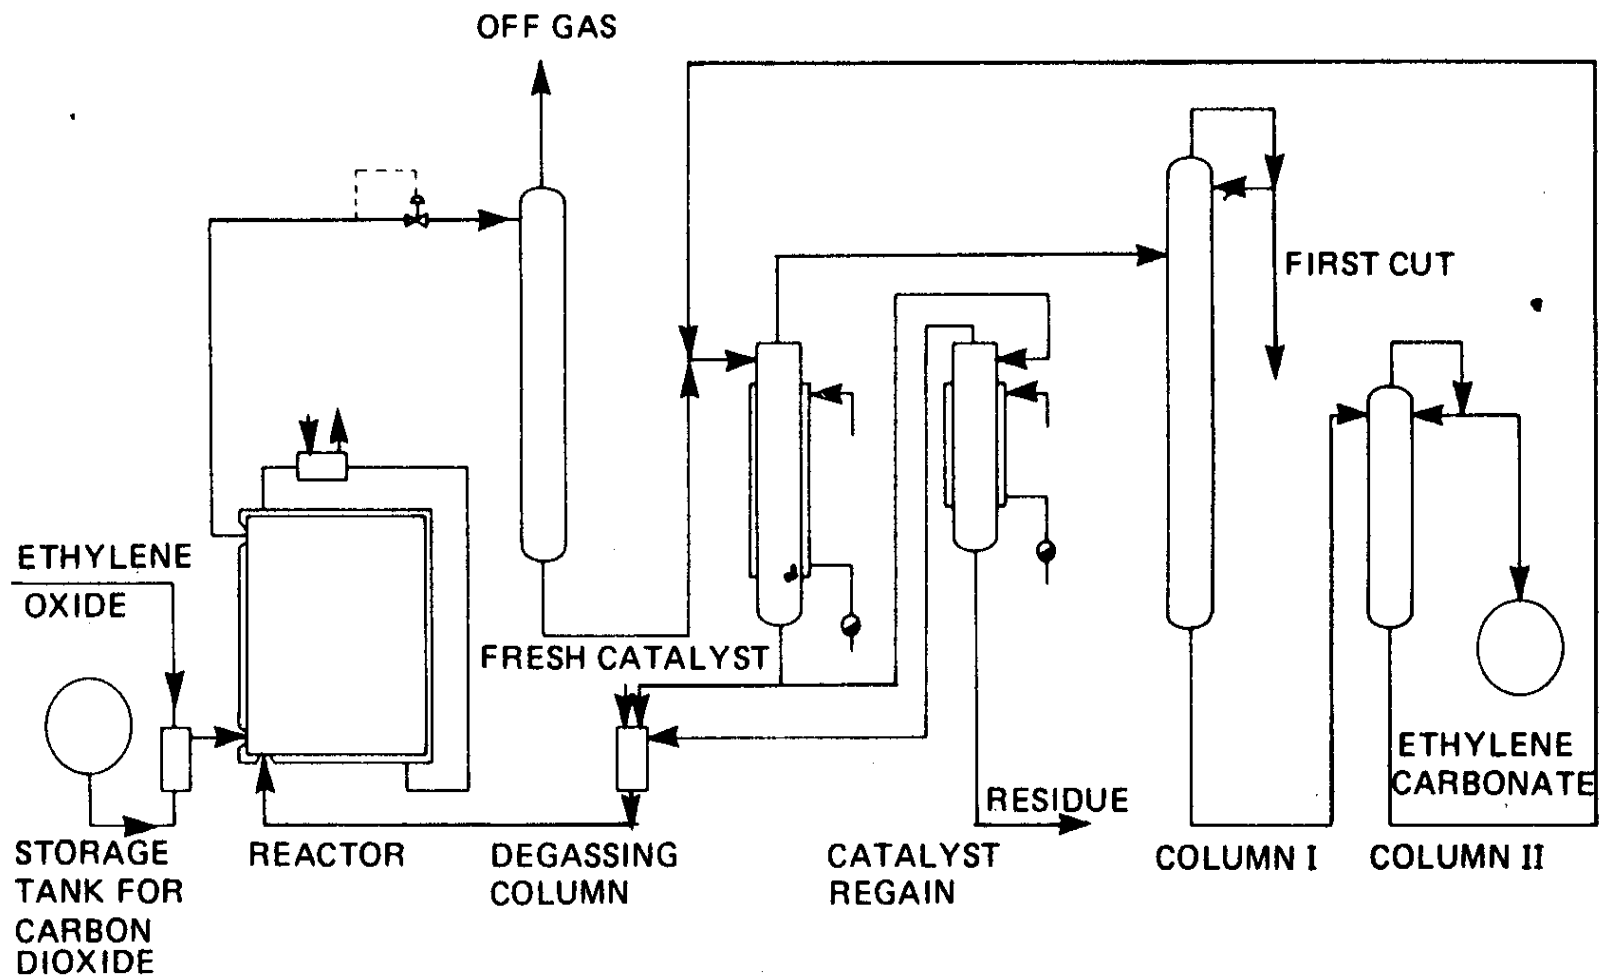 OFF GAS
FIRST CUT
ETHYLENE
OXIDE
FRESH CATALYST
ETHYLENE
CARBONATE
RESIDUE
STORAGE
TANK FOR
CARBON
DIOXIDE
REACTOR
DEGASSING
COLUMN
CATALYST
REGAIN
COLUMN I
COLUMN II